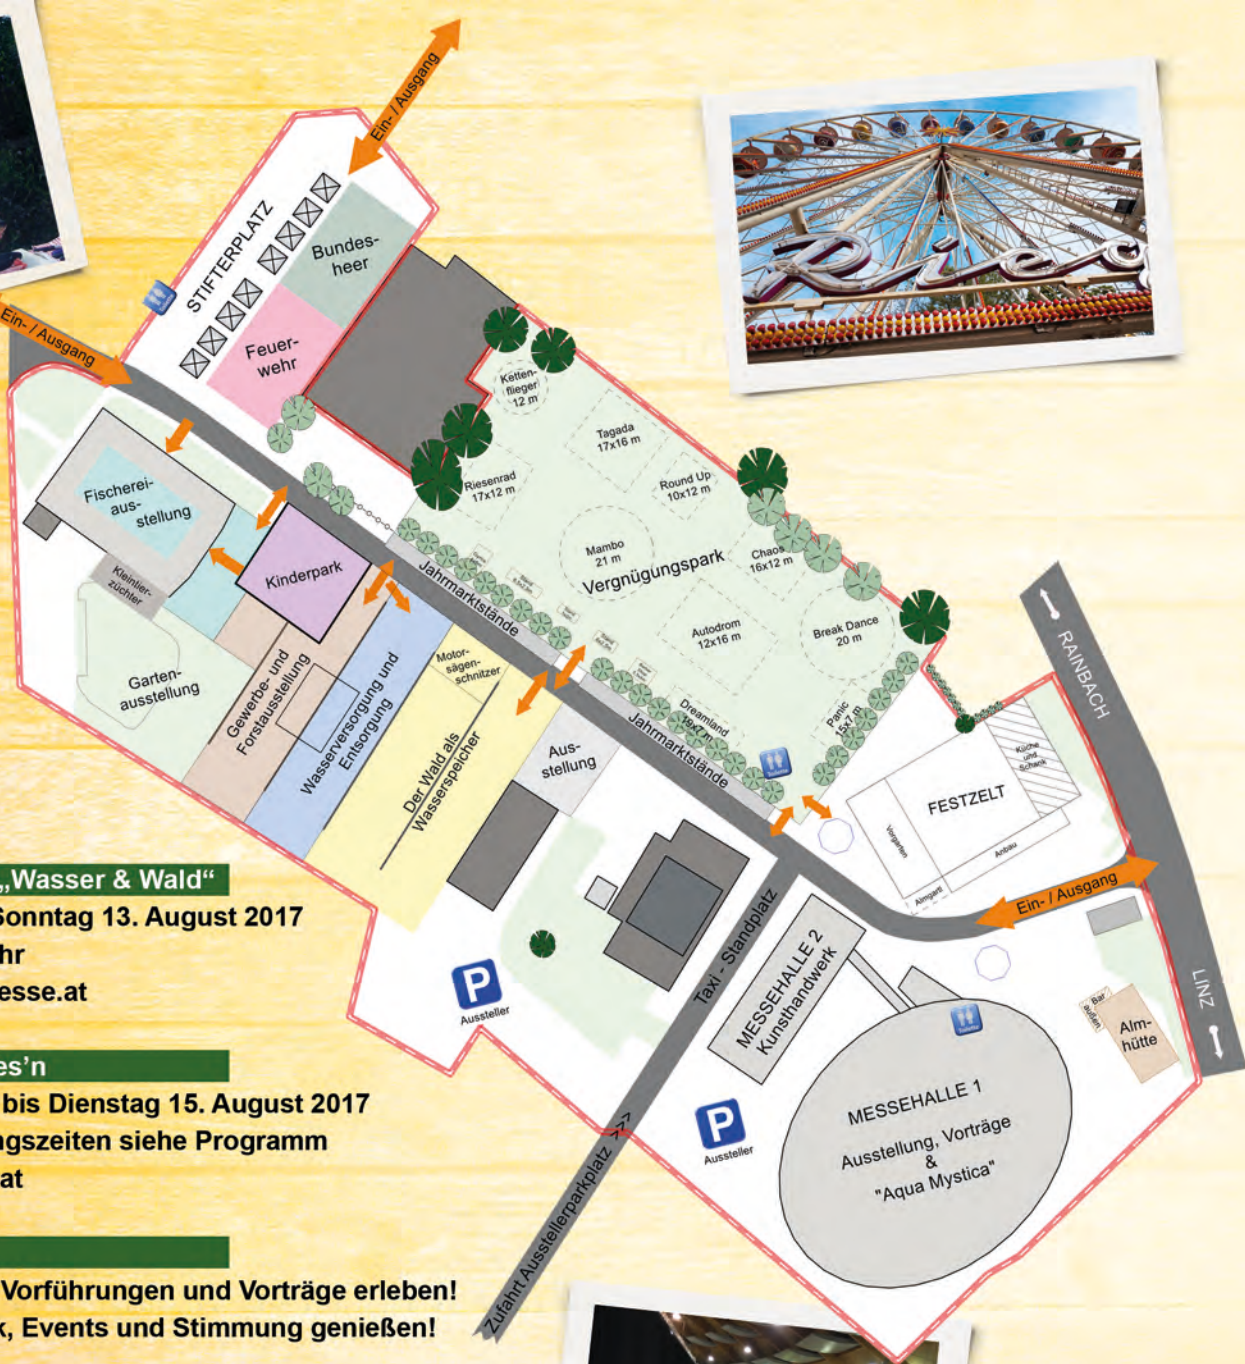 Ein- / Ausgang
STIFTERPLATZ
Bundes-
heer
Feuer-
wehr
Ein- / Ausgang
Ketten-
flieger
12 m
Tagada
17x16 m
Riesenrad
17x12 m
Round Up
10x12 m
Mambo
21 m
Chaos
16x12 m
Vergnügungspark
Autodrom
12x16 m
Break Dance
20 m
Dreamland
Panic
15x7 m
Fischerei-
aus-
stellung
Kleintier-
züchter
Kinderpark
Garten-
ausstellung
Jahrmarktstände
Jahrmarktstände
Gewerbe- und
Forstausstellung
Wasserversorgung und
Entsorgung
Motor-
sägen-
schnitzer
Der Wald als
Wasserspeicher
Aus-
stellung
Toilette
RAINBACH
Küche
und
Schank
FESTZELT
Vorgarten
Anbau
Almgartl
Ein- / Ausgang
LINZ
Taxi - Standplatz
MESSEHALLE 2
Kunsthandwerk
Bar
außen
Alm-
hütte
Toilette
MESSEHALLE 1
Ausstellung, Vorträge
&
"Aqua Mystica"
P
Aussteller
P
Aussteller
Zufahrt Ausstellerparkplatz >>>
„Wasser & Wald“
Sonntag 13. August 2017
hr
esse.at
es’n
bis Dienstag 15. August 2017
ngszeiten siehe Programm
at
Vorführungen und Vorträge erleben!
k, Events und Stimmung genießen!